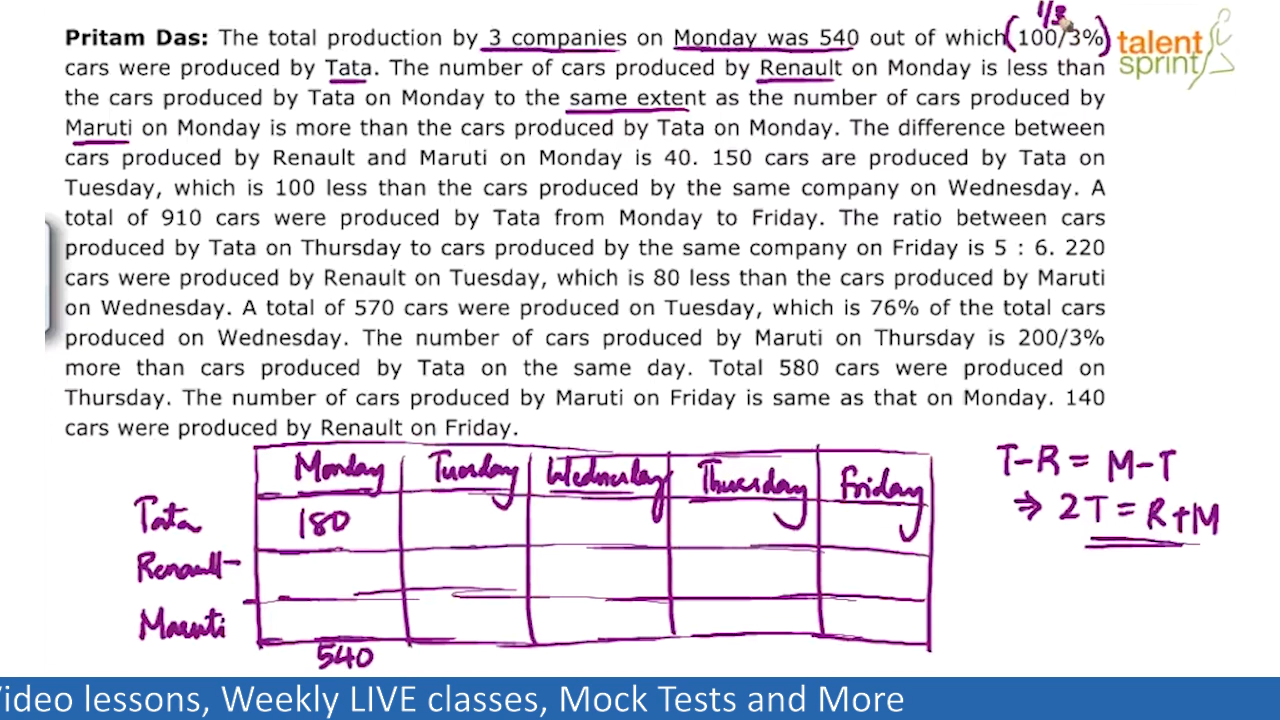 1/3
Pritam Das: The total production by 3 companies on Monday was 540 out of which (100/3%)
cars were produced by Tata. The number of cars produced by Renault on Monday is less than
the cars produced by Tata on Monday to the same extent as the number of cars produced by
Maruti on Monday is more than the cars produced by Tata on Monday. The difference between
cars produced by Renault and Maruti on Monday is 40. 150 cars are produced by Tata on
Tuesday, which is 100 less than the cars produced by the same company on Wednesday. A
total of 910 cars were produced by Tata from Monday to Friday. The ratio between cars
produced by Tata on Thursday to cars produced by the same company on Friday is 5 : 6. 220
cars were produced by Renault on Tuesday, which is 80 less than the cars produced by Maruti
on Wednesday. A total of 570 cars were produced on Tuesday, which is 76% of the total cars
produced on Wednesday. The number of cars produced by Maruti on Thursday is 200/3%
more than cars produced by Tata on the same day. Total 580 cars were produced on
Thursday. The number of cars produced by Maruti on Friday is same as that on Monday. 140
cars were produced by Renault on Friday.
talent
sprint
Monday Tuesday Wednesday Thursday Friday
Tata 180
Renault
Maruti
540
T-R = M-T
⇒ 2T = R+M
Video lessons, Weekly LIVE classes, Mock Tests and More